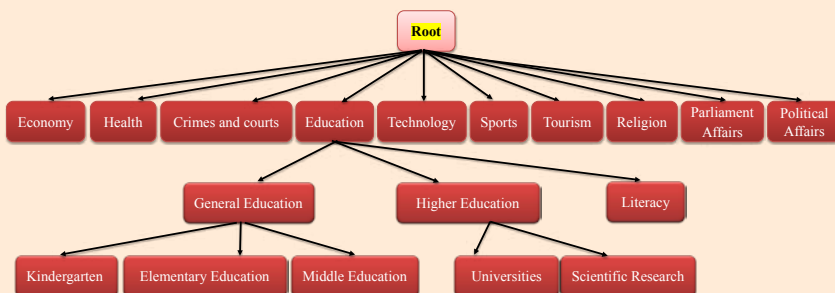 Root
Economy
Health
Crimes and courts
Education
Technology
Sports
Tourism
Religion
Parliament
Affairs
Political
Affairs
General Education
Higher Education
Literacy
Kindergarten
Elementary Education
Middle Education
Universities
Scientific Research